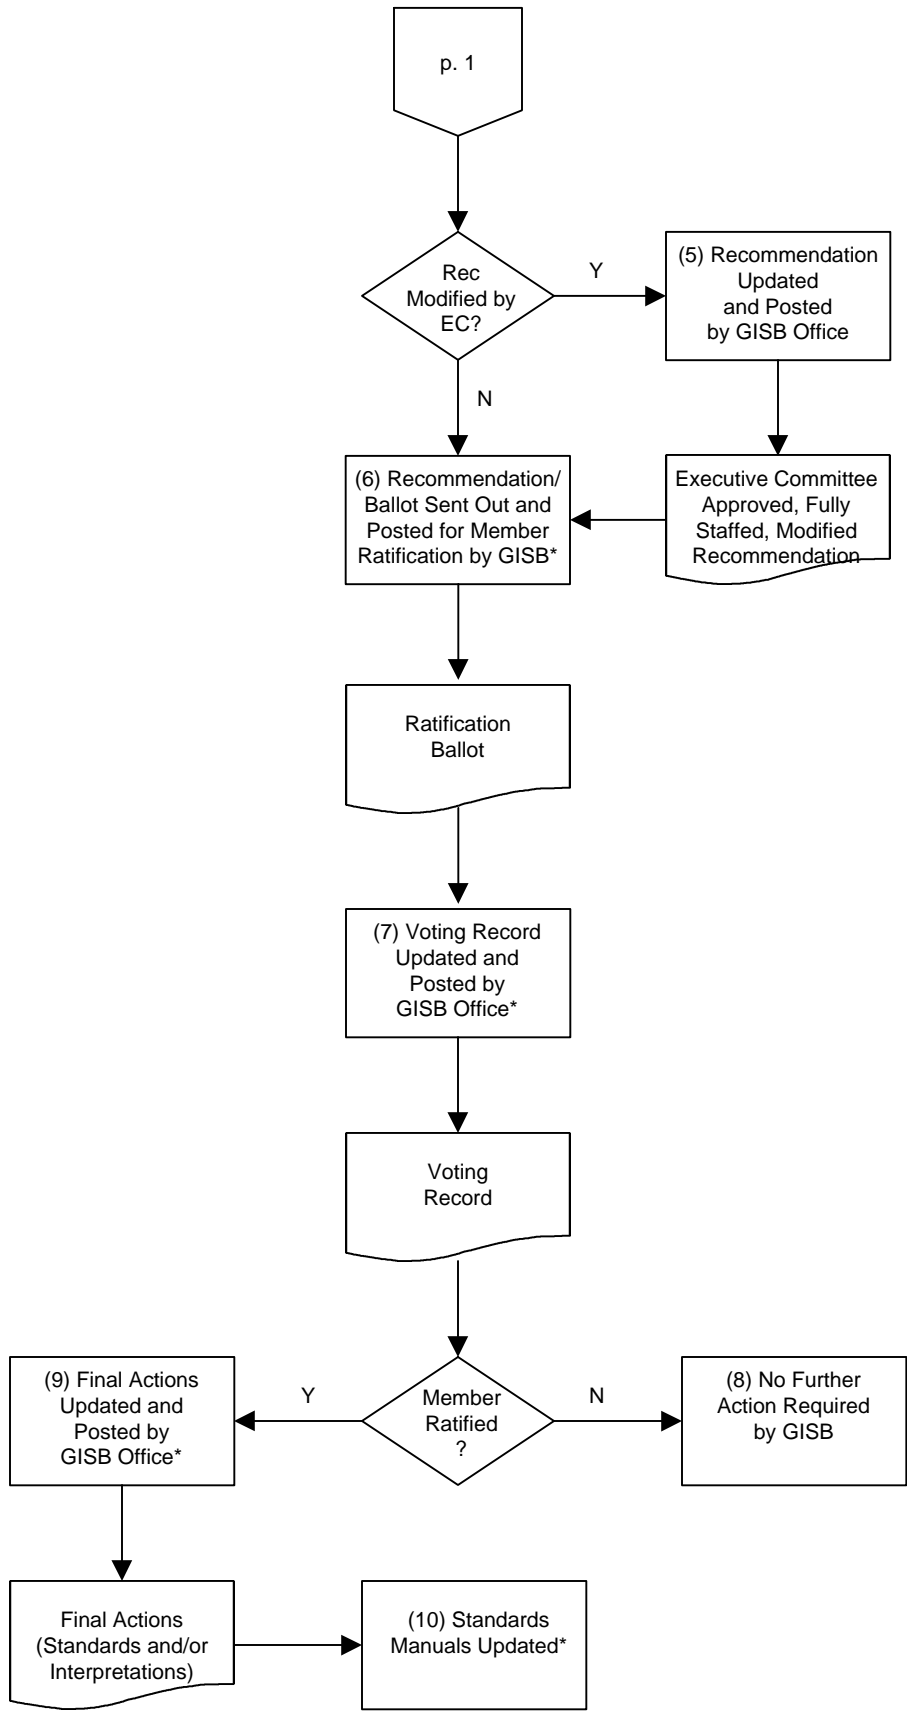 p. 1
Rec
Modified by
EC?
Y
(5) Recommendation
Updated
and Posted
by GISB Office
N
(6) Recommendation/
Ballot Sent Out and
Posted for Member
Ratification by GISB*
Executive Committee
Approved, Fully
Staffed, Modified
Recommendation
Ratification
Ballot
(7) Voting Record
Updated and
Posted by
GISB Office*
Voting
Record
(9) Final Actions
Updated and
Posted by
GISB Office*
Y
Member
Ratified
?
N
(8) No Further
Action Required
by GISB
Final Actions
(Standards and/or
Interpretations)
(10) Standards
Manuals Updated*